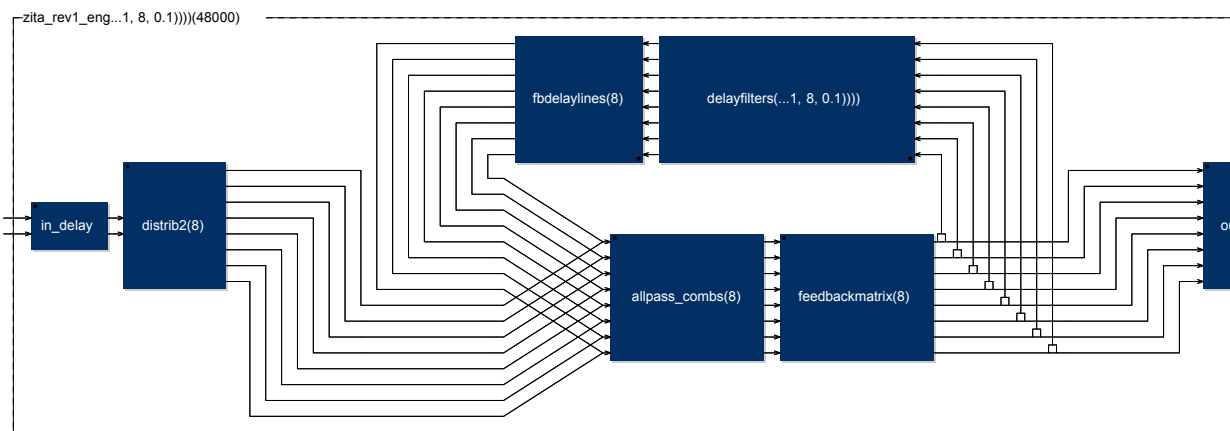 zita_rev1_eng...1, 8, 0.1))))(48000)
fbdelaylines(8)
delayfilters(...1, 8, 0.1))))
in_delay
distrib2(8)
allpass_combs(8)
feedbackmatrix(8)